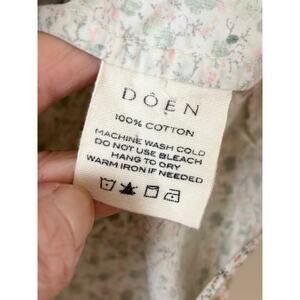 DÔEN
100% COTTON
MACHINE WASH COLD
DO NOT USE BLEACH
HANG TO DRY
WARM IRON IF NEEDED